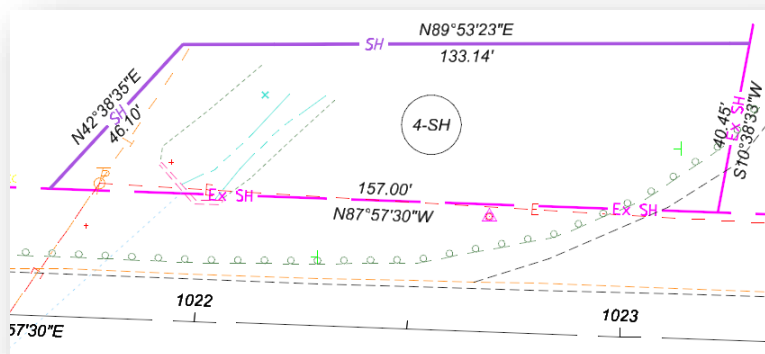 N89°53'23"E
SH
133.14'
N42°38'35"E
SH
46.10'
4-SH
40.45'
Ex SH
S10°38'33"W
157.00'
Ex SH
E
Ex SH
N87°57'30"W
1022
1023
57'30"E